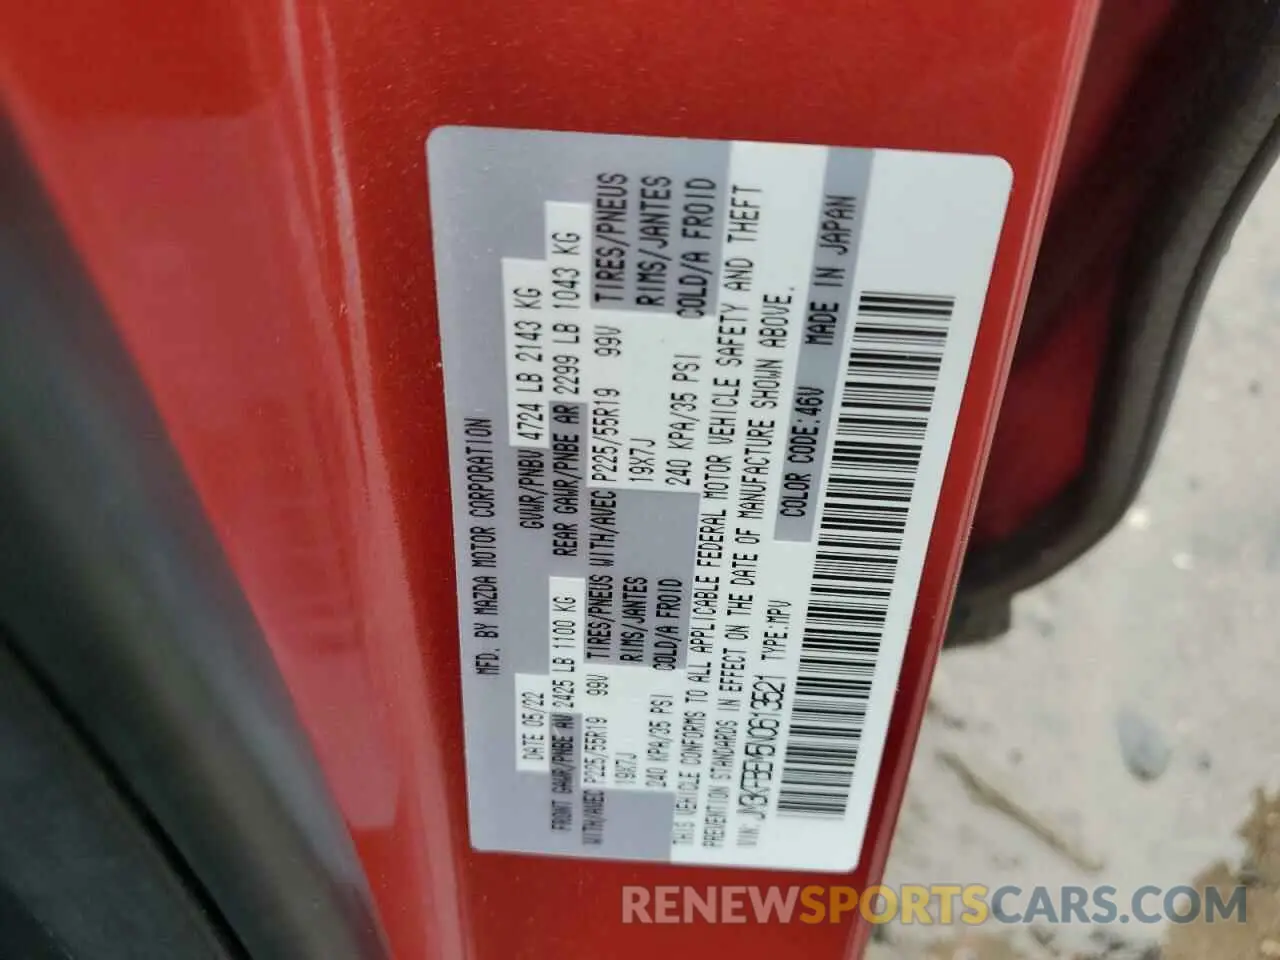 MFD. BY MAZDA MOTOR CORPORATION
DATE 05/22 GVWR/PNBV 4724 LB 2143 KG
FRONT GAWR/PNBE AV 2425 LB 1100 KG REAR GAWR/PNBE AR 2299 LB 1043 KG
WITH/AVEC P225/55R19 99V TIRES/PNEUS WITH/AVEC P225/55R19 99V TIRES/PNEUS
19X7J RIMS/JANTES 19X7J RIMS/JANTES
240 KPA/35 PSI COLD/A FROID 240 KPA/35 PSI COLD/A FROID
THIS VEHICLE CONFORMS TO ALL APPLICABLE FEDERAL MOTOR VEHICLE SAFETY AND THEFT
PREVENTION STANDARDS IN EFFECT ON THE DATE OF MANUFACTURE SHOWN ABOVE.
VIN: TYPE:MPV COLOR CODE:46V MADE IN JAPAN
RENEWSPORTSCARS.COM